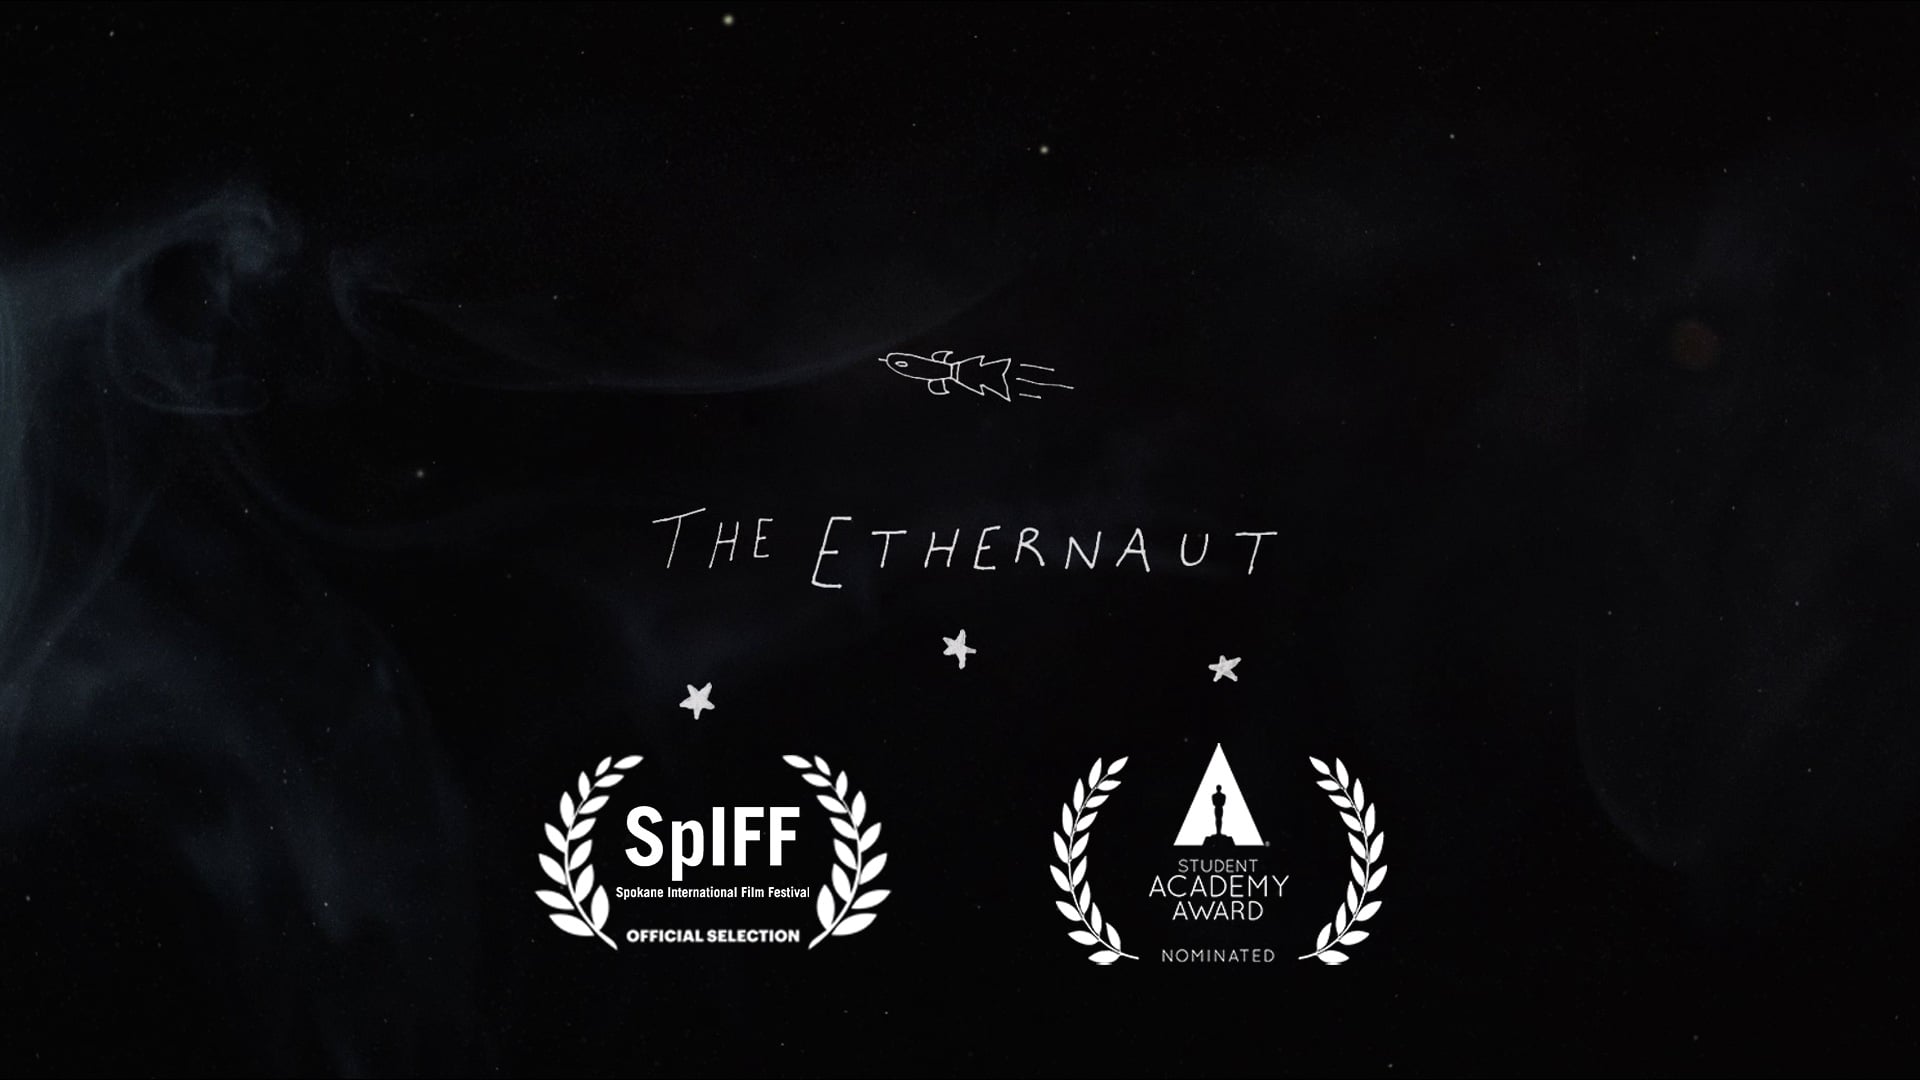 THE ETHERNAUT
SpIFF
Spokane International Film Festival
OFFICIAL SELECTION
STUDENT
ACADEMY
AWARD
NOMINATED